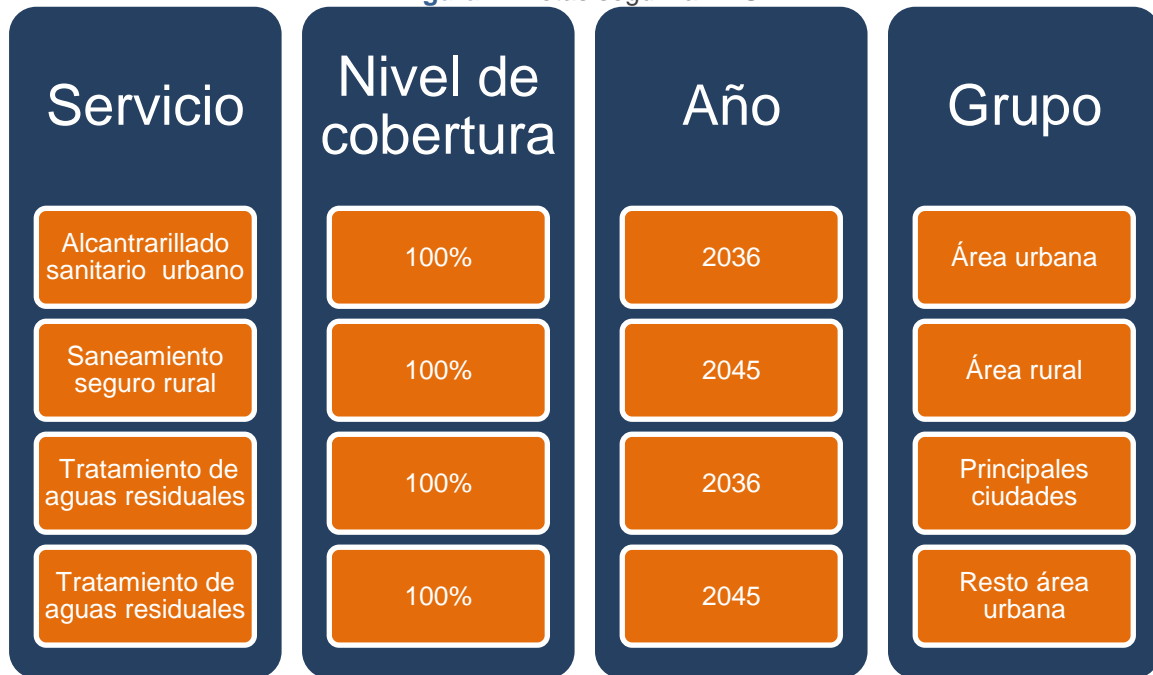 Servicio
Nivel de
cobertura
Año
Grupo
Alcantrarillado
sanitario urbano
100%
2036
Área urbana
Saneamiento
seguro rural
100%
2045
Área rural
Tratamiento de
aguas residuales
100%
2036
Principales
ciudades
Tratamiento de
aguas residuales
100%
2045
Resto área
urbana